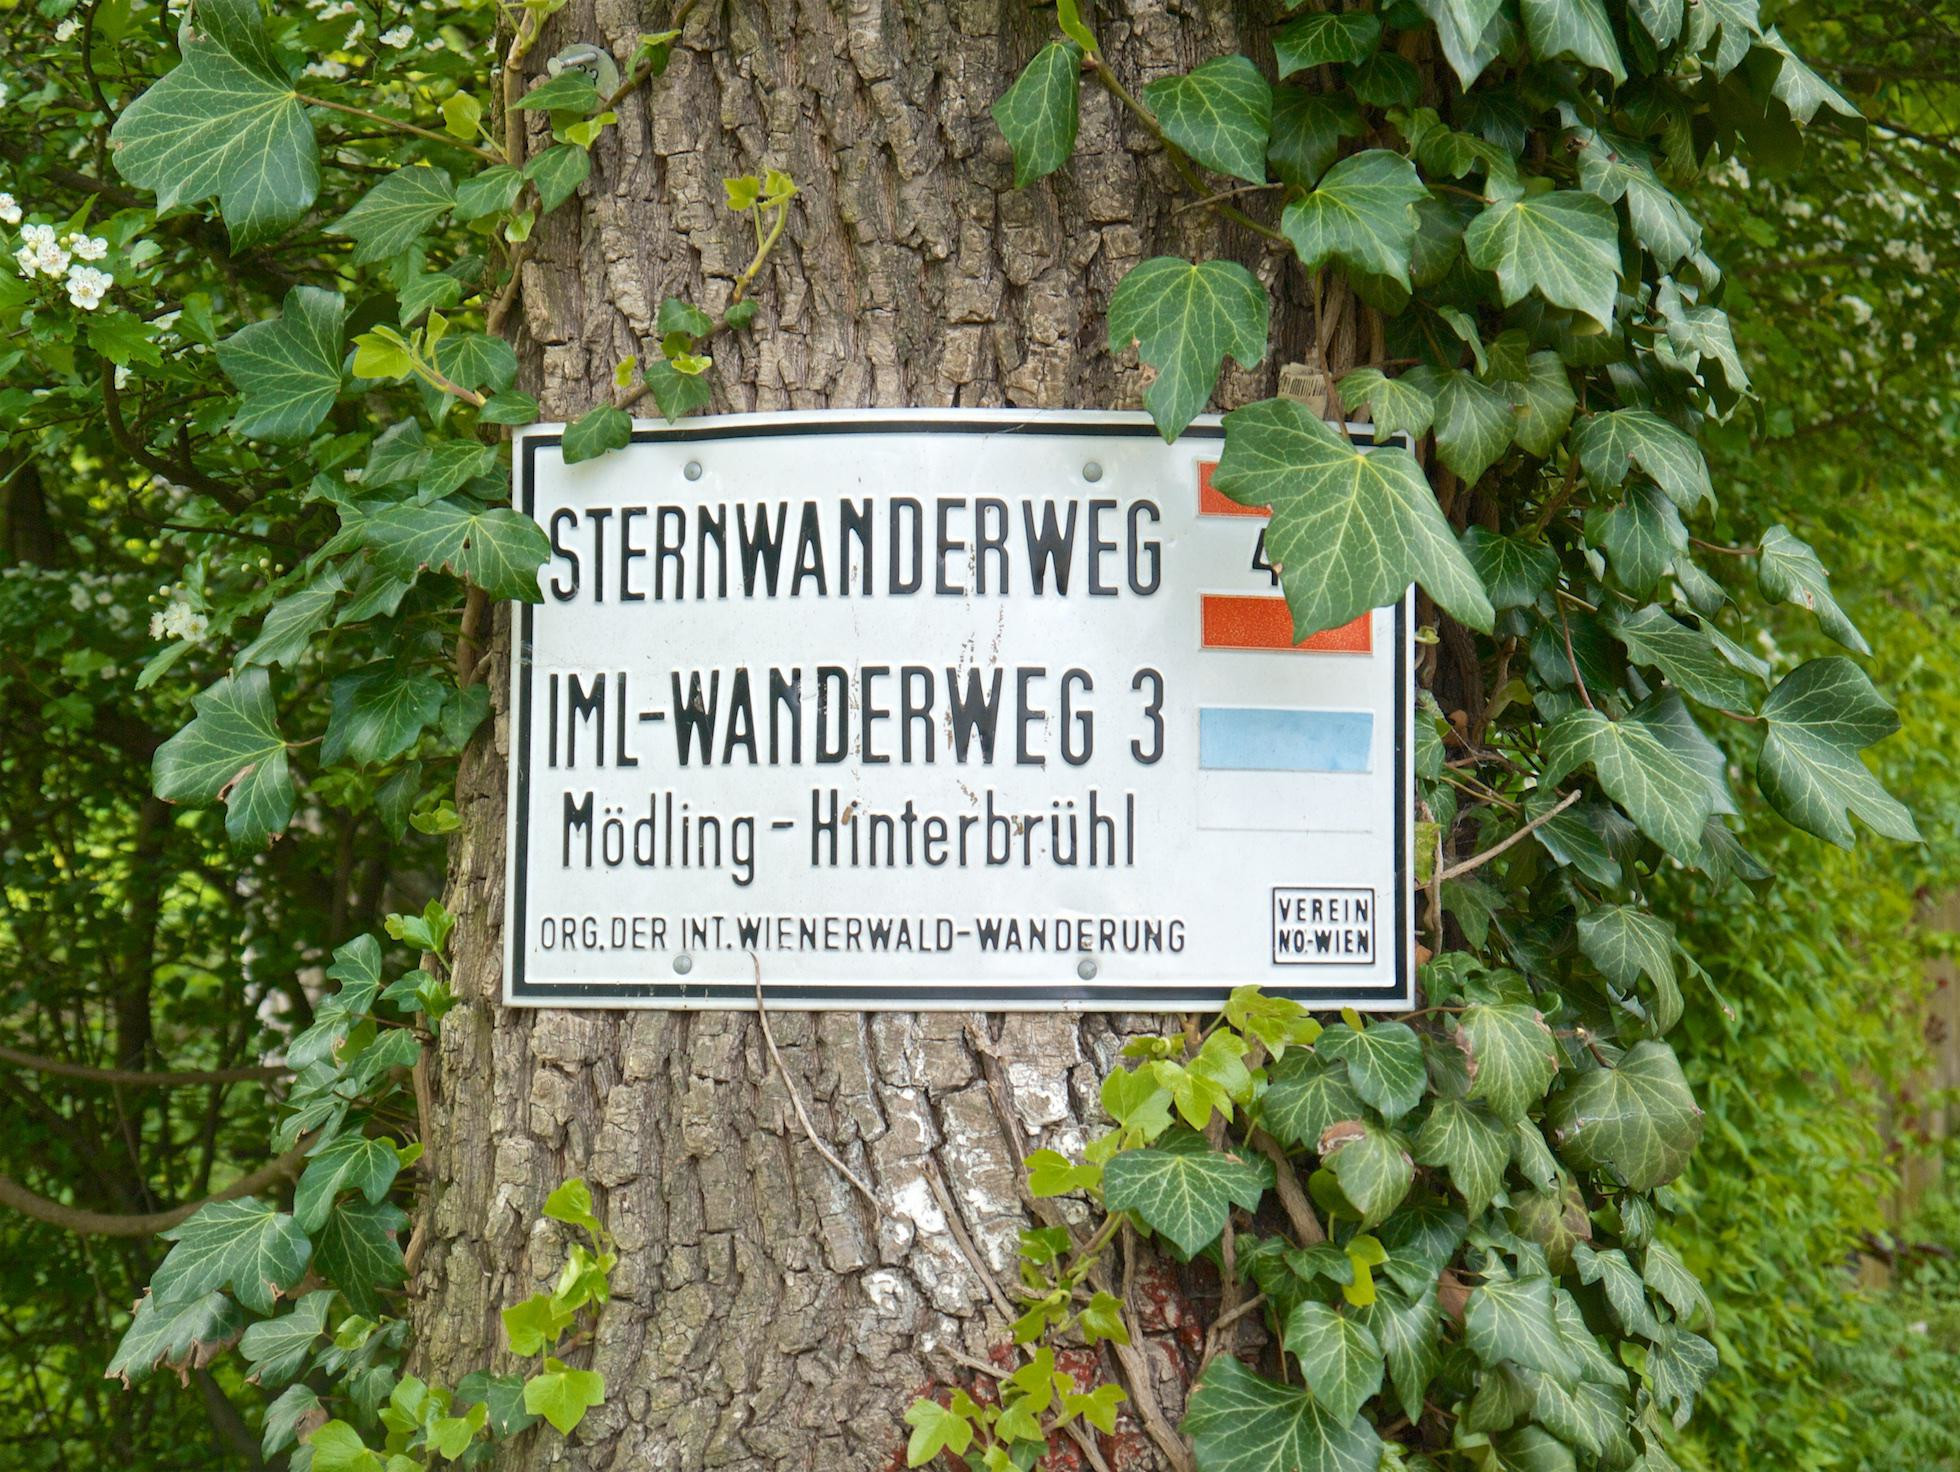 STERNWANDERWEG
IML-WANDERWEG 3
Mödling - Hinterbrühl
ORG. DER INT. WIENERWALD-WANDERUNG
VEREIN
NÖ.-WIEN